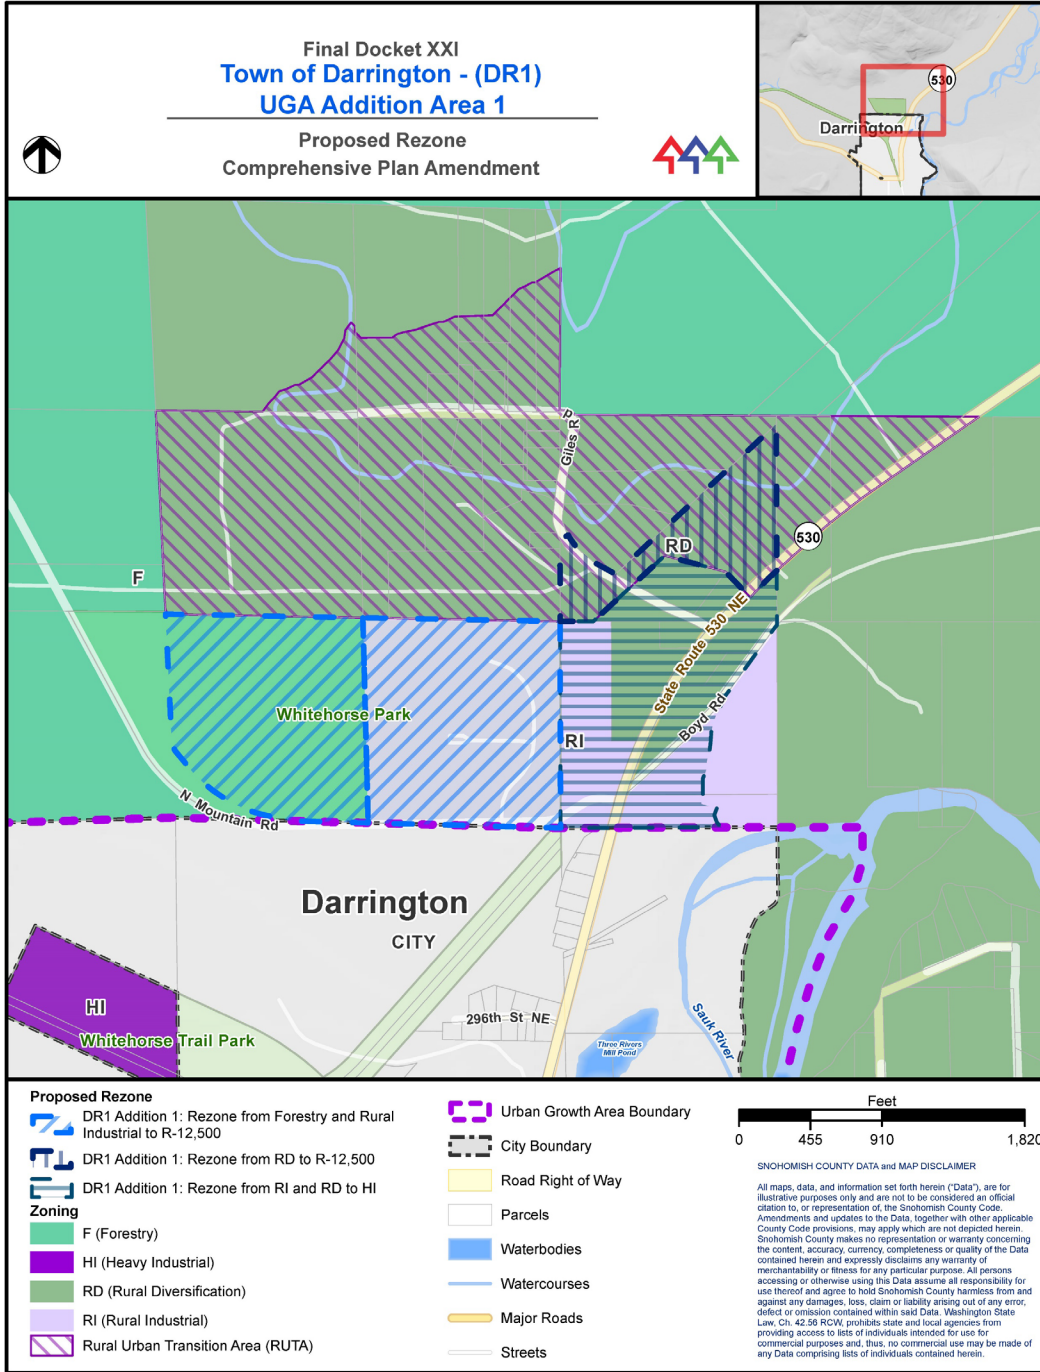 Final Docket XXI
Town of Darrington - (DR1)
UGA Addition Area 1
Proposed Rezone
Comprehensive Plan Amendment
530
Darrington
Giles R
530
RD
F
State Route 530 NE
Whitehorse Park
Boyd Rd
RI
N Mountain Rd
Darrington
CITY
HI
296th St NE
Whitehorse Trail Park
Three Rivers
Mill Pond
Sauk River
Proposed Rezone
DR1 Addition 1: Rezone from Forestry and Rural
Industrial to R-12,500
DR1 Addition 1: Rezone from RD to R-12,500
DR1 Addition 1: Rezone from RI and RD to HI
Zoning
F (Forestry)
HI (Heavy Industrial)
RD (Rural Diversification)
RI (Rural Industrial)
Rural Urban Transition Area (RUTA)
Urban Growth Area Boundary
City Boundary
Road Right of Way
Parcels
Waterbodies
Watercourses
Major Roads
Streets
Feet
0 455 910 1,820
SNOHOMISH COUNTY DATA and MAP DISCLAIMER
All maps, data, and information set forth herein ("Data"), are for
illustrative purposes only and are not to be considered an official
citation to, or representation of, the Snohomish County Code.
Amendments and updates to the Data, together with other applicable
County Code provisions, may apply which are not depicted herein.
Snohomish County makes no representation or warranty concerning
the content, accuracy, currency, completeness or quality of the Data
contained herein and expressly disclaims any warranty of
merchantability or fitness for any particular purpose. All persons
accessing or otherwise using this Data assume all responsibility for
use thereof and agree to hold Snohomish County harmless from and
against any damages, loss, claim or liability arising out of any error,
defect or omission contained within said Data. Washington State
Law, Ch. 42.56 RCW, prohibits state and local agencies from
providing access to lists of individuals intended for use for
commercial purposes and, thus, no commercial use may be made of
any Data comprising lists of individuals contained herein.